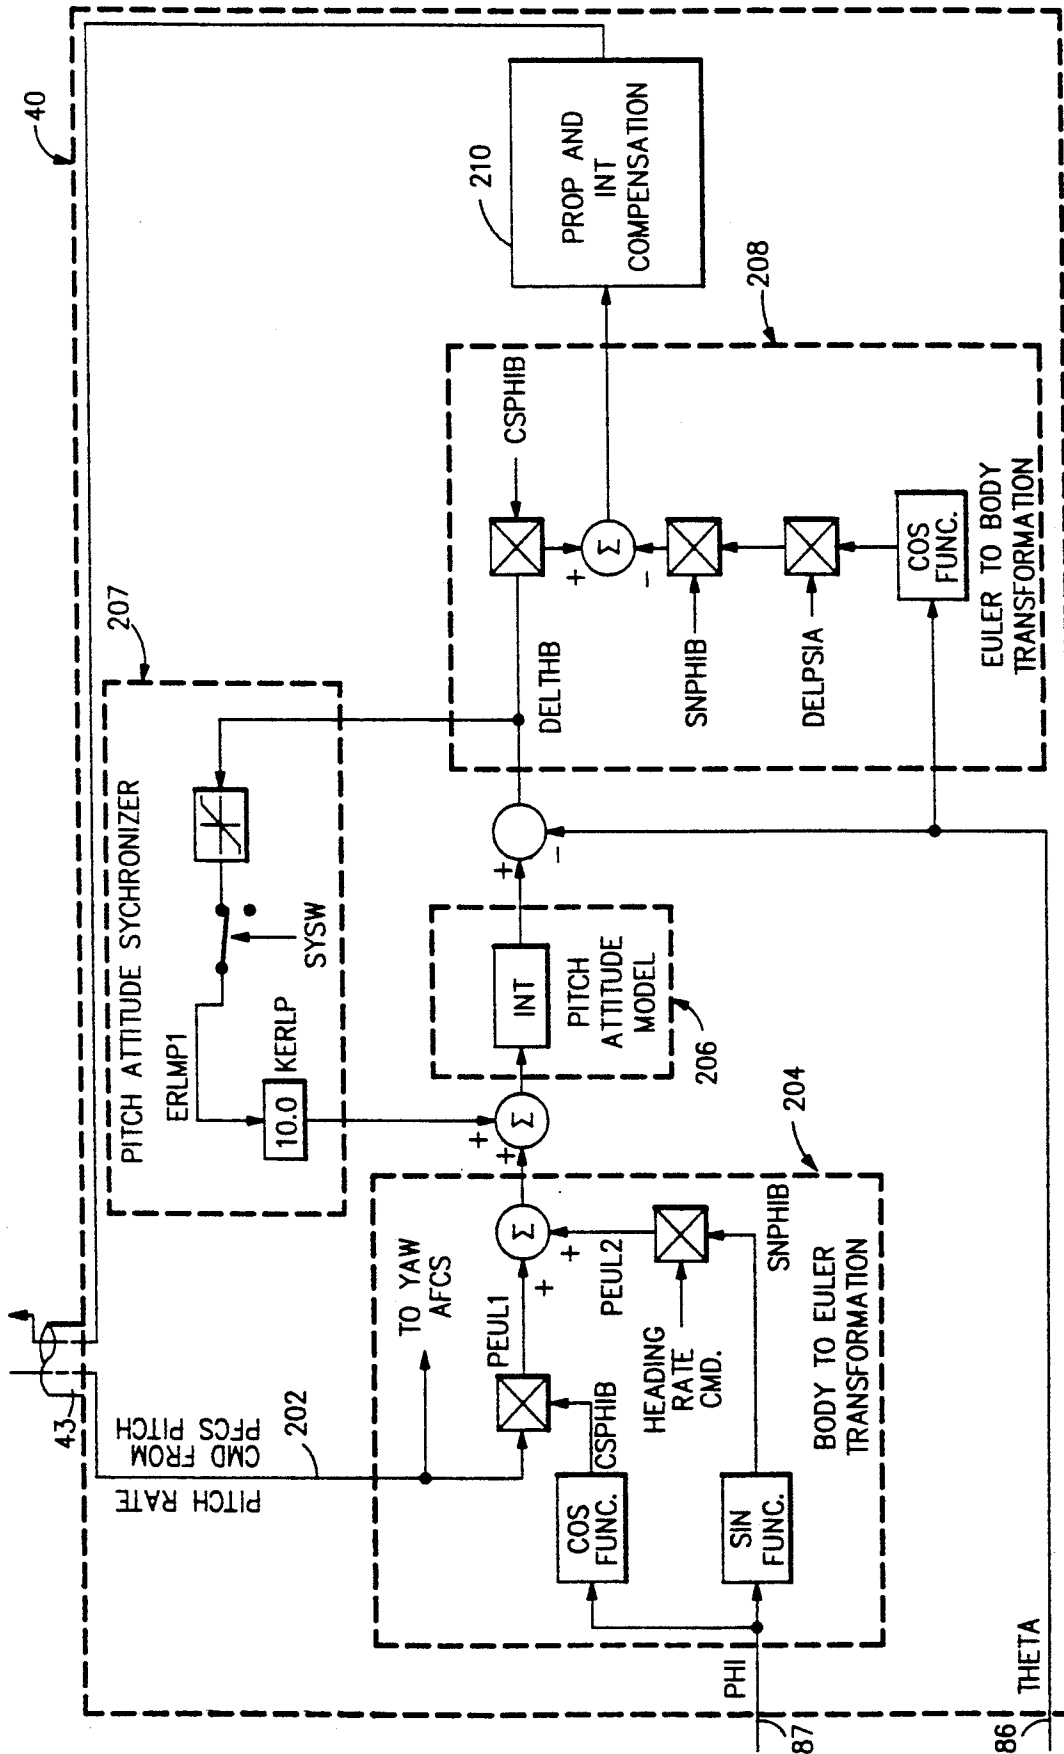 40
43
PITCH RATE
CMD FROM
PFCS PITCH
202
TO YAW
AFCS
PITCH ATTITUDE SYCHRONIZER
207
ERLMP1
10.0
KERLP
SYSW
PROP AND
INT
COMPENSATION
210
PEUL1
+
+
Σ
PEUL2
CSPHIB
COS
FUNC.
HEADING
RATE
CMD.
SIN
FUNC.
SNPHIB
BODY TO EULER
TRANSFORMATION
204
+
+
Σ
INT
PITCH
ATTITUDE
MODEL
206
+
-
DELTHB
CSPHIB
+
Σ
-
SNPHIB
DELPSIA
COS
FUNC.
EULER TO BODY
TRANSFORMATION
208
PHI
87
THETA
86